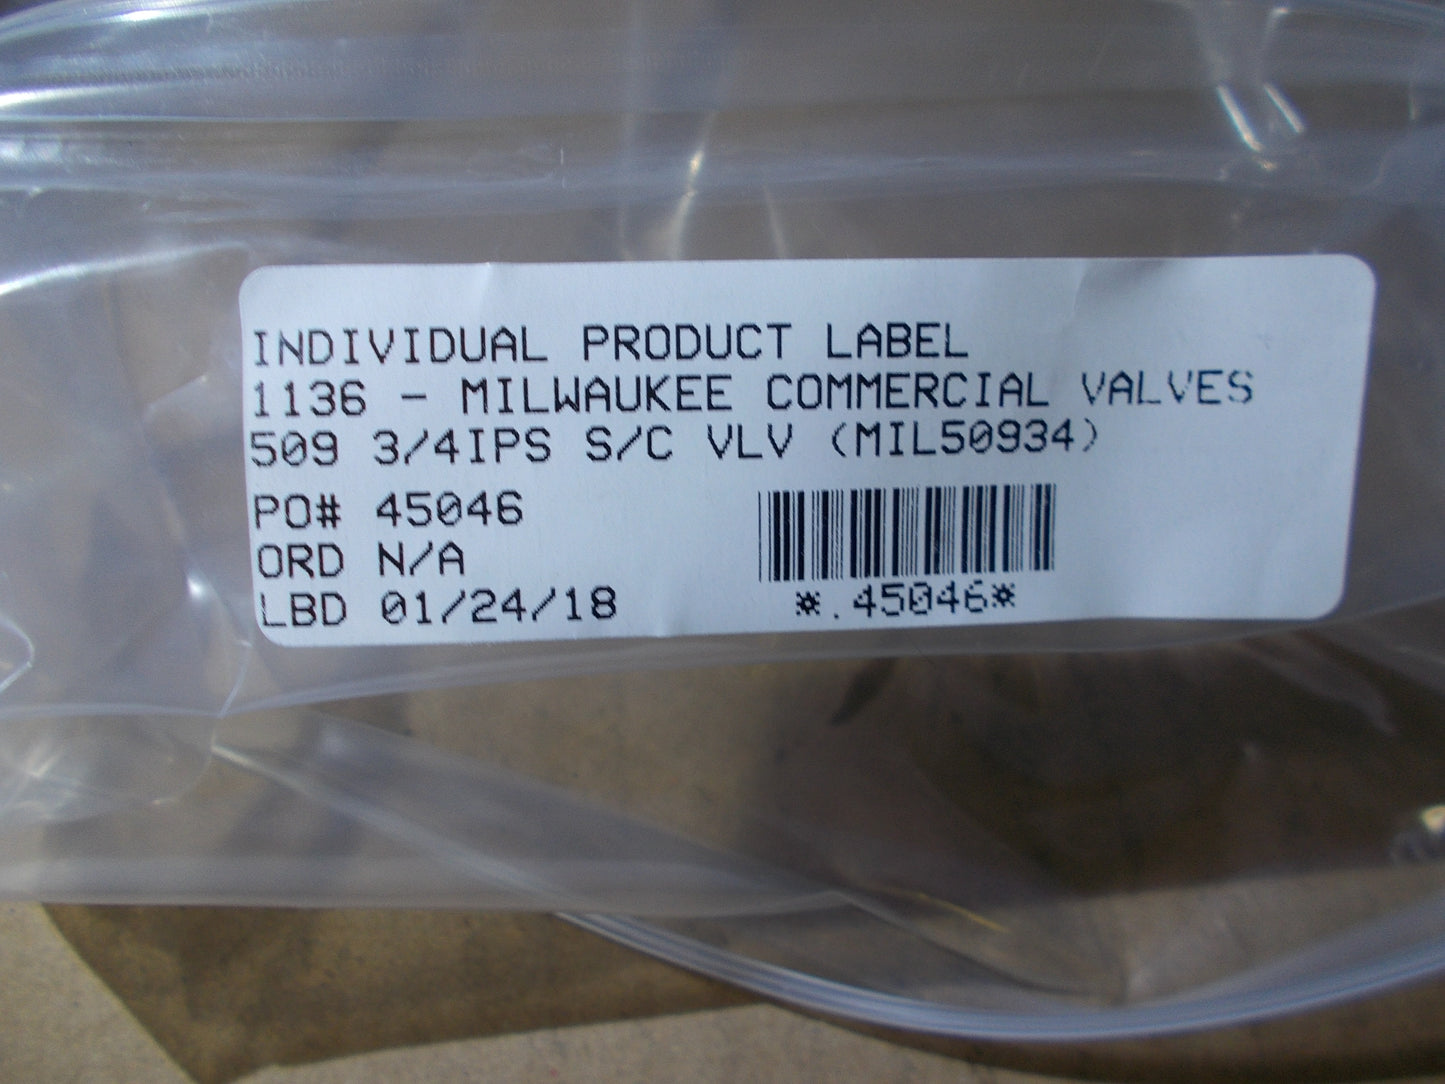 INDIVIDUAL PRODUCT LABEL
1136 - MILWAUKEE COMMERCIAL VALVES
509 3/4IPS S/C VLV (MIL50934)
PO# 45046
ORD N/A
LBD 01/24/18
*.45046*